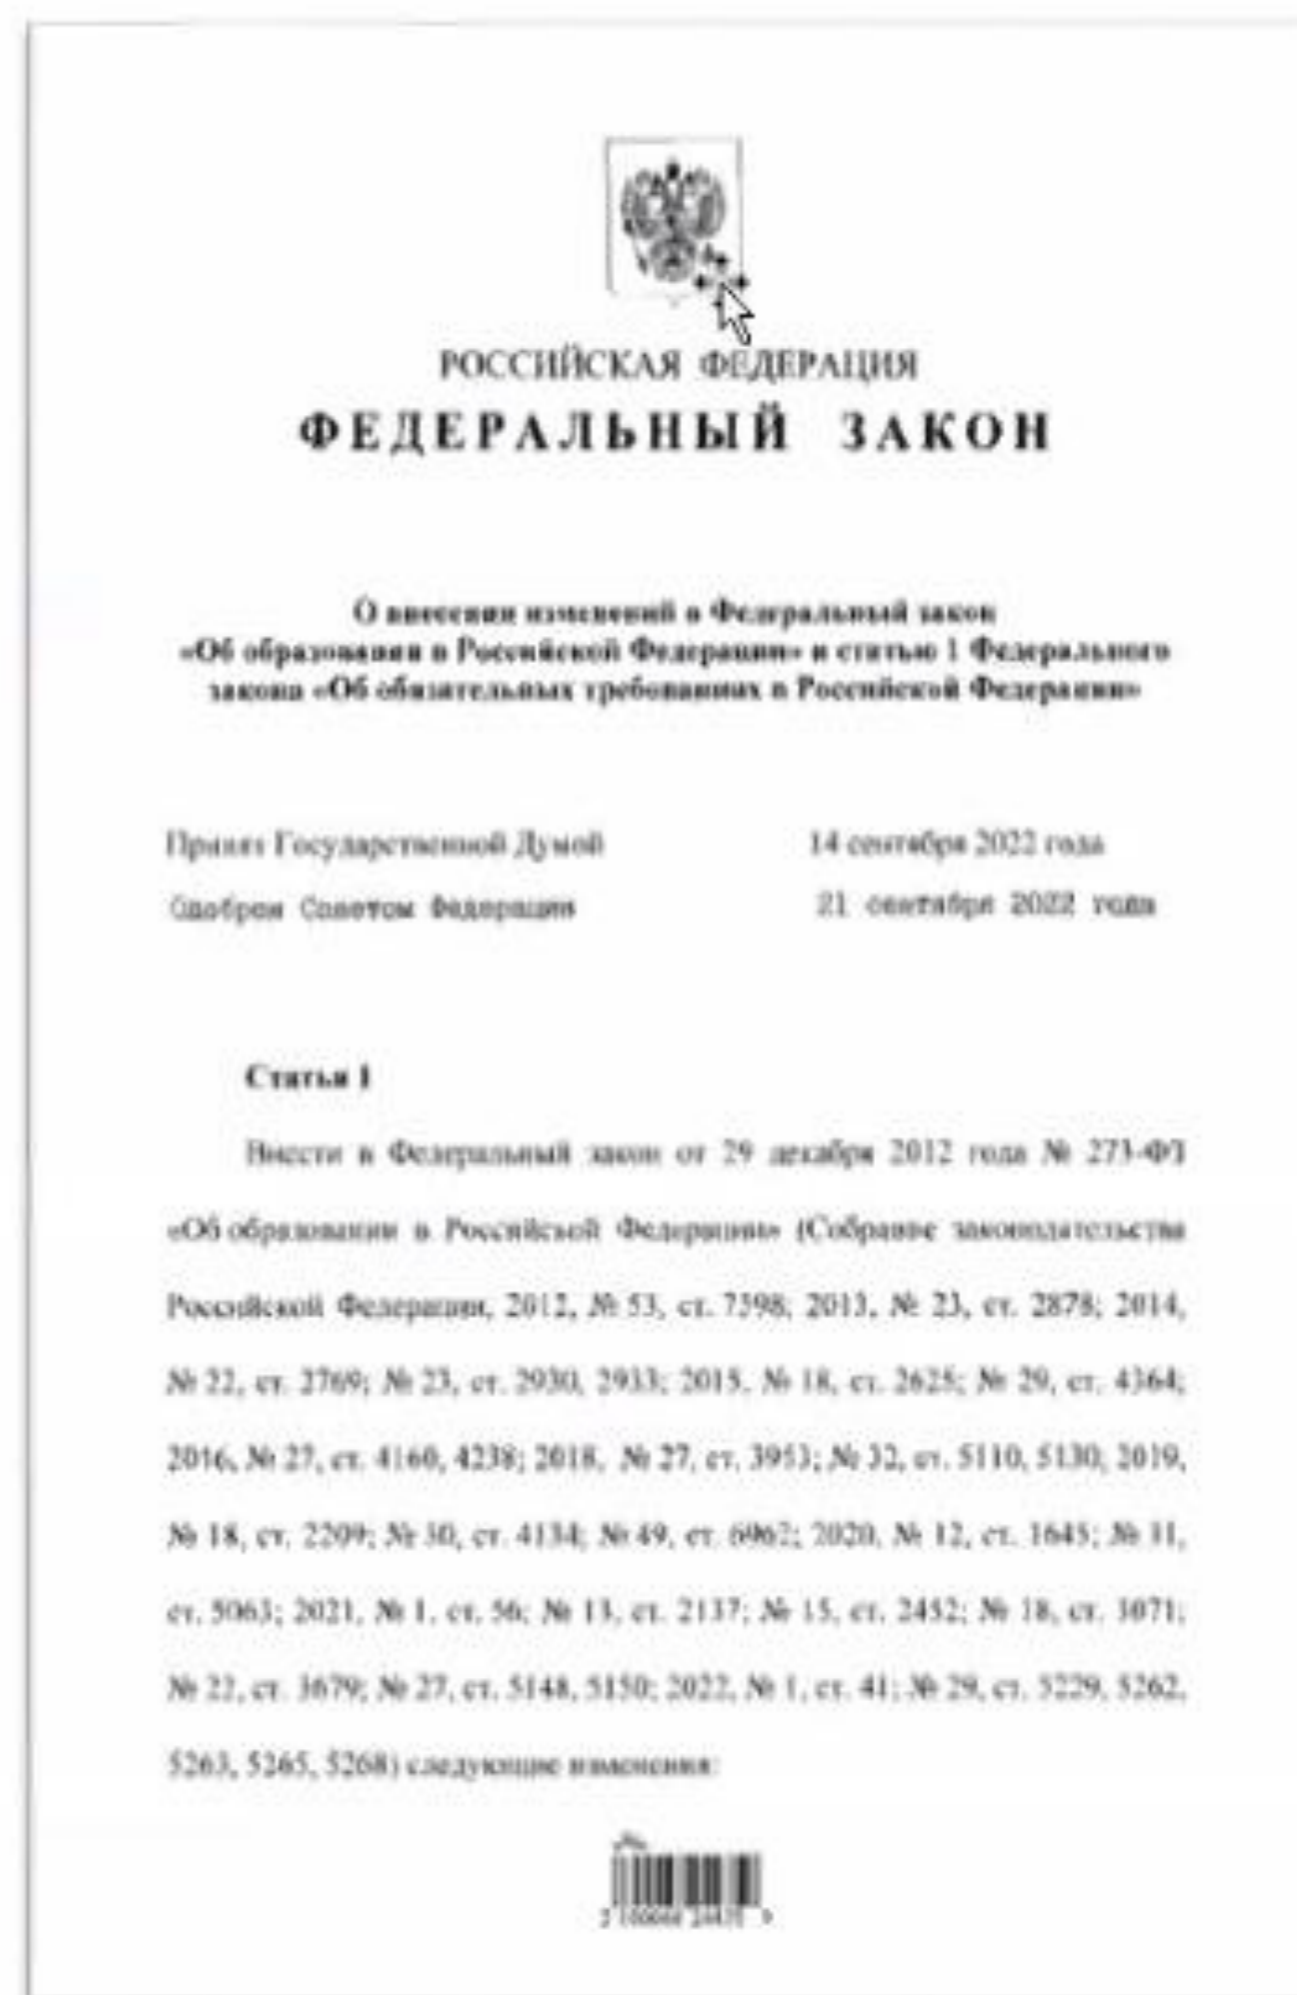 РОССИЙСКАЯ ФЕДЕРАЦИЯ
ФЕДЕРАЛЬНЫЙ ЗАКОН
О внесении изменений в Федеральный закон
«Об образовании в Российской Федерации» и статью 1 Федерального
закона «Об обязательных требованиях в Российской Федерации»
Принят Государственной Думой 14 сентября 2022 года
Одобрен Советом Федерации 21 сентября 2022 года
Статья 1
Внести в Федеральный закон от 29 декабря 2012 года № 273-ФЗ
«Об образовании в Российской Федерации» (Собрание законодательства
Российской Федерации, 2012, № 53, ст. 7598; 2013, № 23, ст. 2878; 2014,
№ 22, ст. 2769; № 23, ст. 2930, 2933; 2015, № 18, ст. 2625; № 29, ст. 4364;
2016, № 27, ст. 4160, 4238; 2018, № 27, ст. 3953; № 32, ст. 5110, 5130; 2019,
№ 18, ст. 2209; № 30, ст. 4134; № 49, ст. 6962; 2020, № 12, ст. 1645; № 31,
ст. 5063; 2021, № 1, ст. 56; № 13, ст. 2137; № 15, ст. 2452; № 18, ст. 3071;
№ 22, ст. 3679; № 27, ст. 5148, 5150; 2022, № 1, ст. 41; № 29, ст. 5229, 5262,
5263, 5265, 5268) следующие изменения: